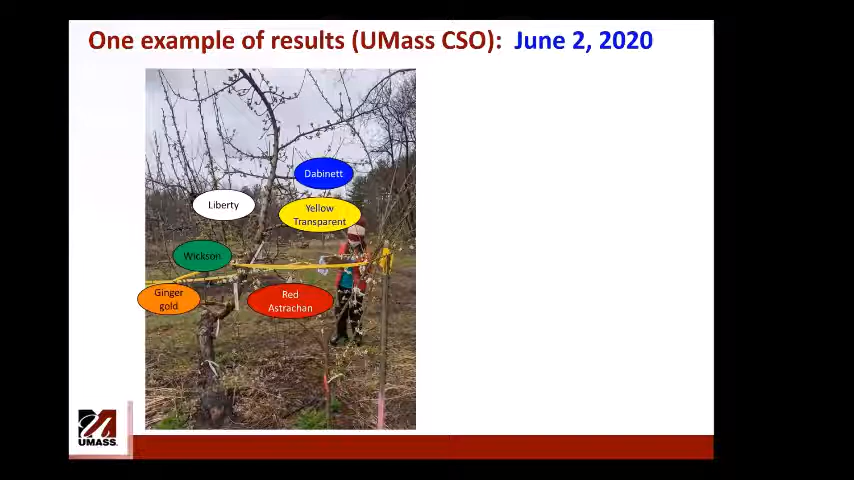 One example of results (UMass CSO): June 2, 2020
Dabinett
Liberty
Yellow
Transparent
Wickson
Ginger
gold
Red
Astrachan
UMASS